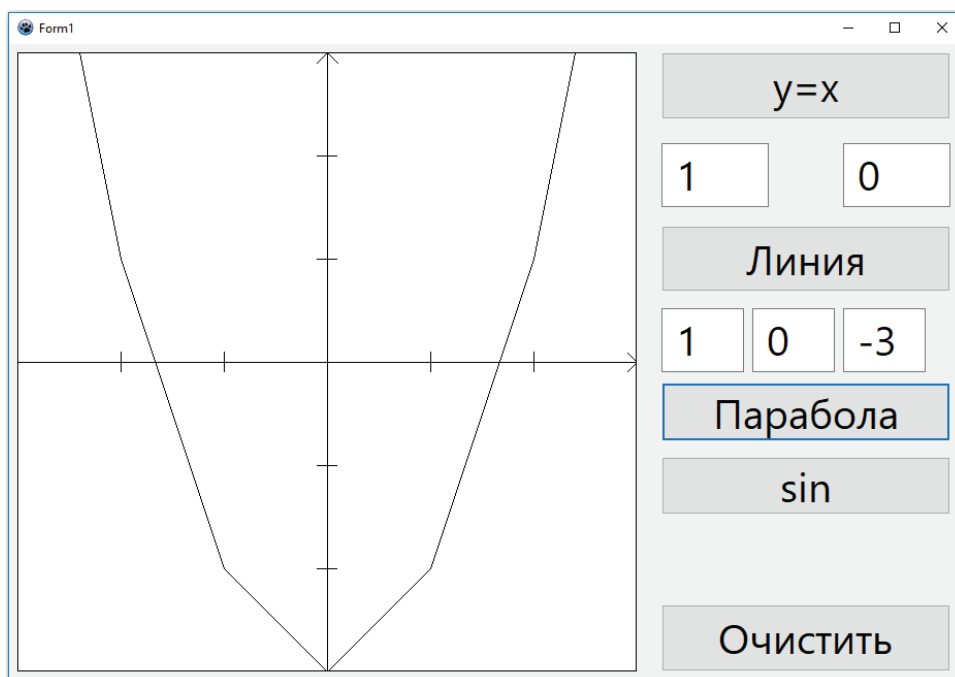 Form1
y=x
1 0
Линия
1 0 -3
Парабола
sin
Очистить